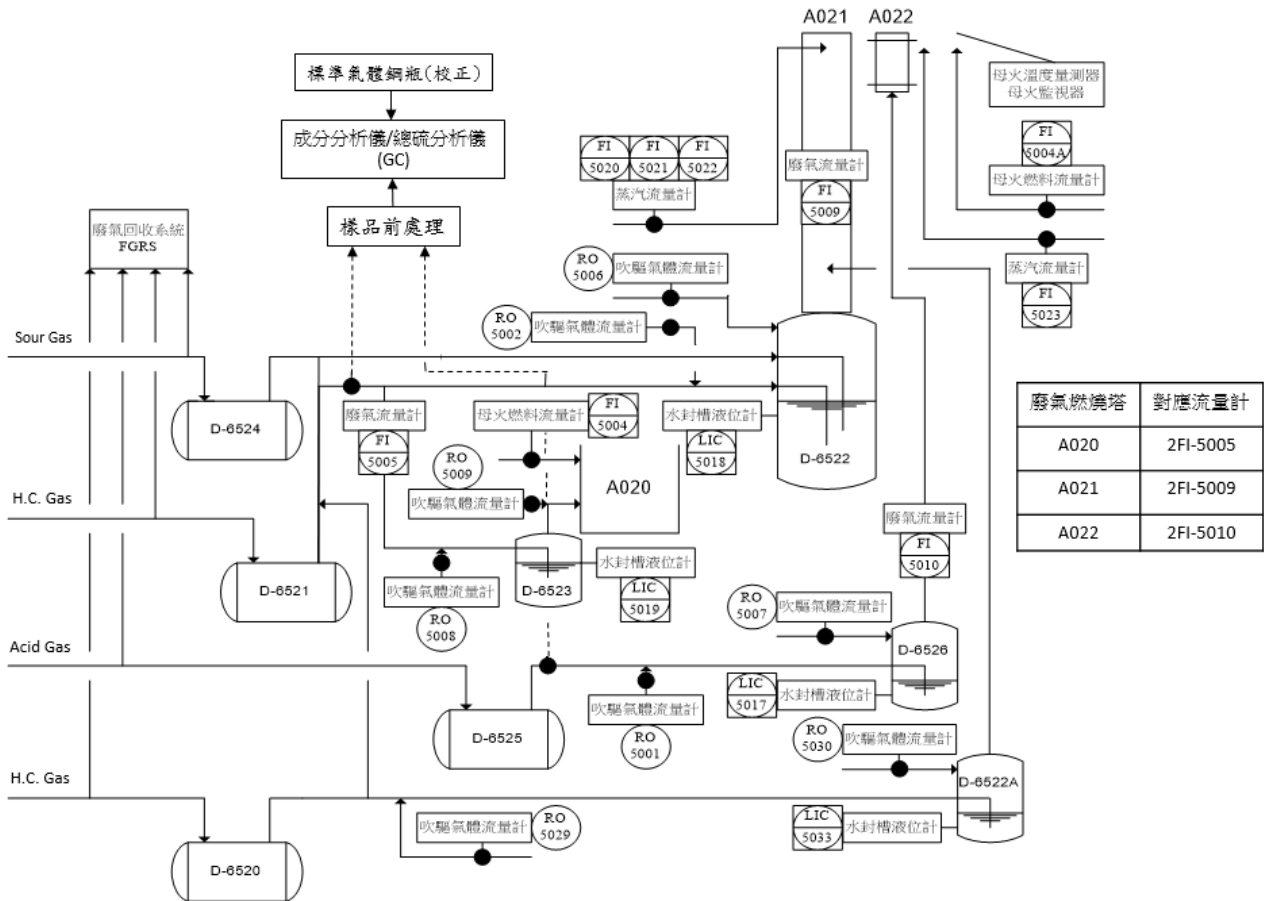 A021
A022
標準氣體鋼瓶(校正)
母火溫度量測器
母火監視器
成分分析儀/總硫分析儀
(GC)
FI
5020
FI
5021
FI
5022
蒸汽流量計
廢氣流量計
FI
5009
FI
5004A
母火燃料流量計
樣品前處理
廢氣回收系統
FGRS
RO
5006
吹驅氣體流量計
蒸汽流量計
FI
5023
RO
5002
吹驅氣體流量計
Sour Gas
D-6524
廢氣流量計
FI
5005
母火燃料流量計
FI
5004
水封槽液位計
LIC
5018
D-6522
廢氣燃燒塔
對應流量計
A020
2FI-5005
A021
2FI-5009
A022
2FI-5010
RO
5009
吹驅氣體流量計
A020
H.C. Gas
廢氣流量計
FI
5010
D-6521
吹驅氣體流量計
RO
5008
D-6523
水封槽液位計
LIC
5019
RO
5007
吹驅氣體流量計
D-6526
Acid Gas
LIC
5017
水封槽液位計
D-6525
吹驅氣體流量計
RO
5001
RO
5030
吹驅氣體流量計
D-6522A
H.C. Gas
吹驅氣體流量計
RO
5029
LIC
5033
水封槽液位計
D-6520